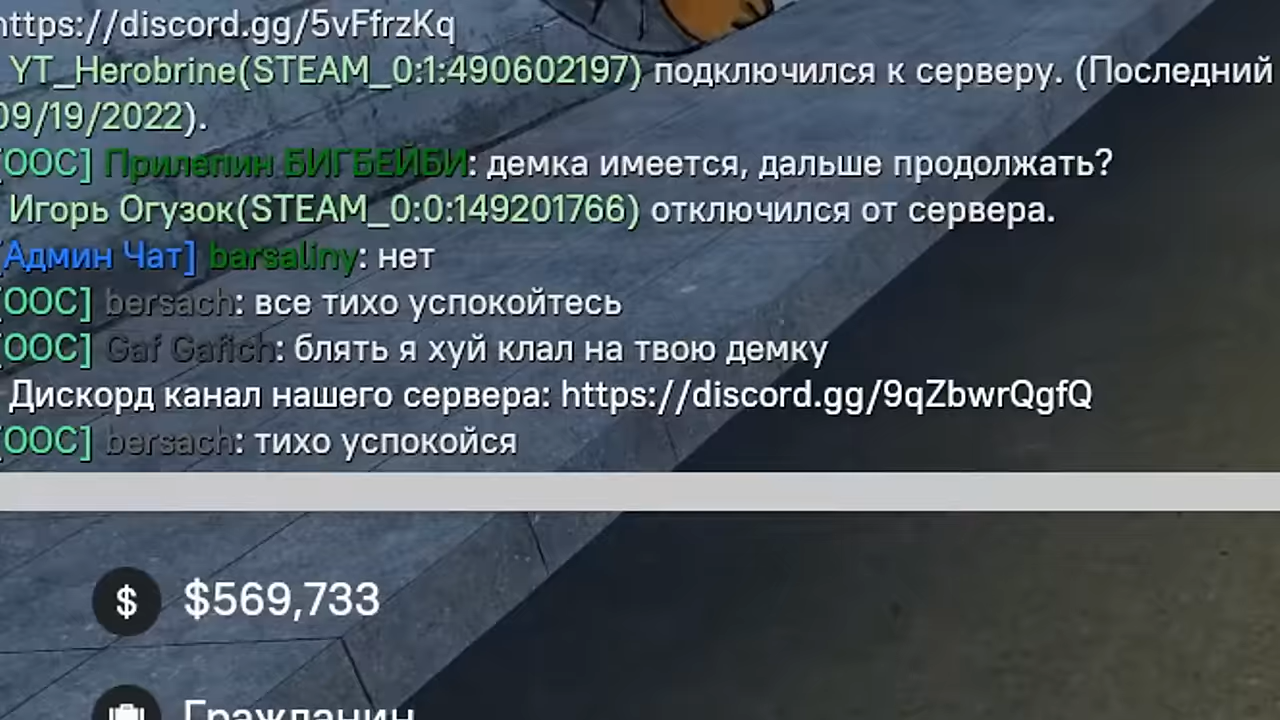 https://discord.gg/5vFfrzKq
YT_Herobrine(STEAM_0:1:490602197) подключился к серверу. (Последний
09/19/2022).
[OOC] Прилепин БИГБЕЙБИ: демка имеется, дальше продолжать?
Игорь Огузок(STEAM_0:0:149201766) отключился от сервера.
[Админ Чат] barsaliny: нет
[OOC] bersach: все тихо успокойтесь
[OOC] Gaf Gafich: блять я хуй клал на твою демку
Дискорд канал нашего сервера: https://discord.gg/9qZbwrQgfQ
[OOC] bersach: тихо успокойся
$ $569,733
Гражданин